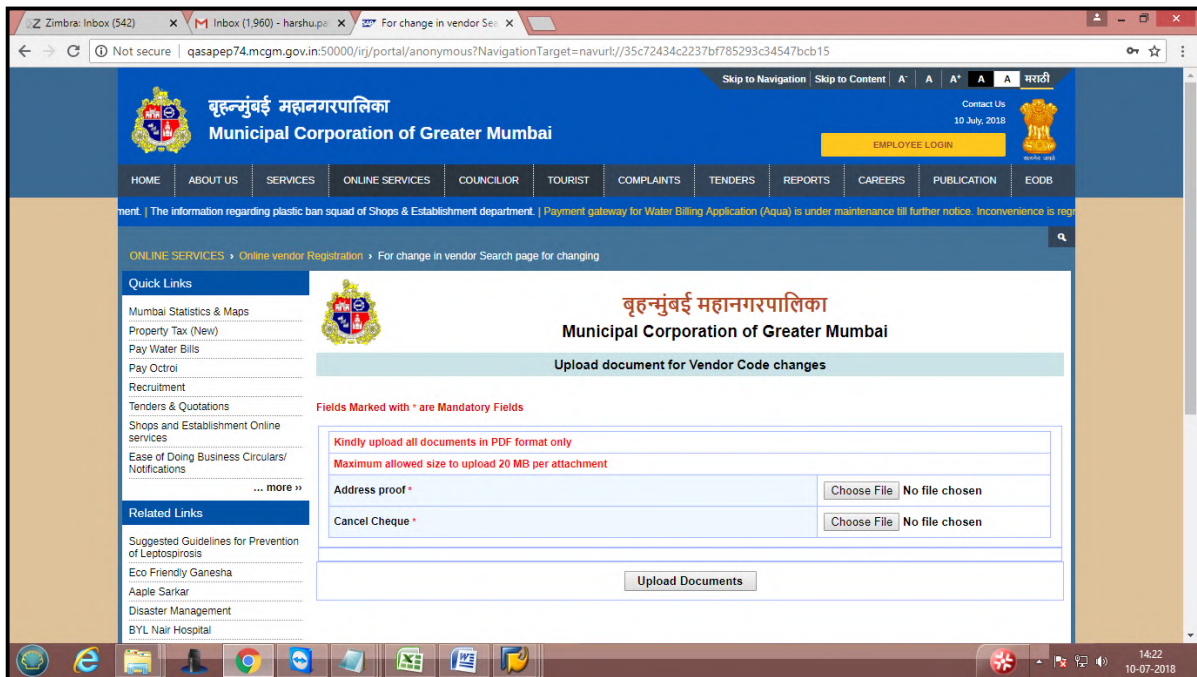 Zimbra: Inbox (542)
Inbox (1,960) - harshu.pa
For change in vendor Sea
Not secure | qasapep74.mcgm.gov.in:50000/irj/portal/anonymous?NavigationTarget=navurl://35c72434c2237bf785293c34547bcb15
Skip to Navigation | Skip to Content | A- A A+ A A मराठी
Contact Us
10 July, 2018
बृहन्मुंबई महानगरपालिका
Municipal Corporation of Greater Mumbai
EMPLOYEE LOGIN
HOME ABOUT US SERVICES ONLINE SERVICES COUNCILIOR TOURIST COMPLAINTS TENDERS REPORTS CAREERS PUBLICATION EODB
ment. | The information regarding plastic ban squad of Shops & Establishment department. | Payment gateway for Water Billing Application (Aqua) is under maintenance till further notice. Inconvenience is regr
ONLINE SERVICES › Online vendor Registration › For change in vendor Search page for changing
Quick Links
Mumbai Statistics & Maps
Property Tax (New)
Pay Water Bills
Pay Octroi
Recruitment
Tenders & Quotations
Shops and Establishment Online
services
Ease of Doing Business Circulars/
Notifications
... more ››
Related Links
Suggested Guidelines for Prevention
of Leptospirosis
Eco Friendly Ganesha
Aaple Sarkar
Disaster Management
BYL Nair Hospital
बृहन्मुंबई महानगरपालिका
Municipal Corporation of Greater Mumbai
Upload document for Vendor Code changes
Fields Marked with * are Mandatory Fields
Kindly upload all documents in PDF format only
Maximum allowed size to upload 20 MB per attachment
Address proof * Choose File No file chosen
Cancel Cheque * Choose File No file chosen
Upload Documents
14:22
10-07-2018